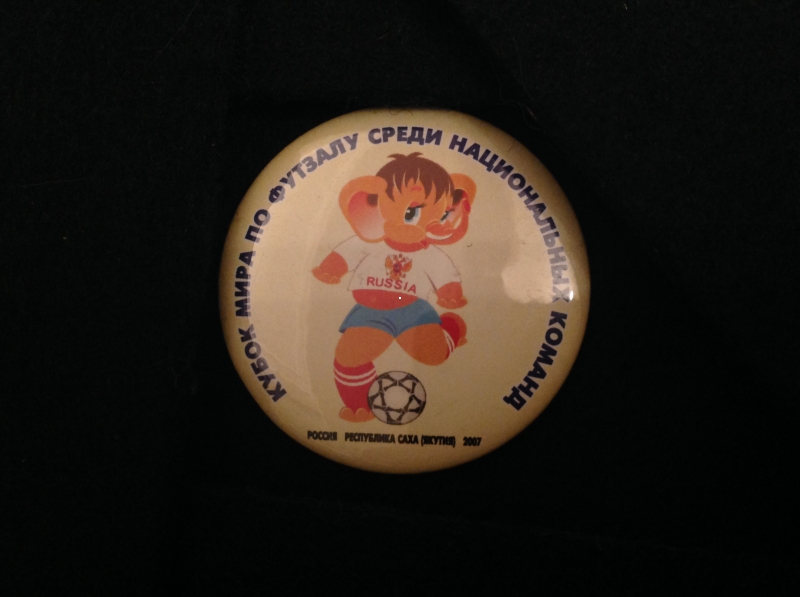 КУБОК МИРА ПО ФУТЗАЛУ СРЕДИ НАЦИОНАЛЬНЫХ КОМАНД
RUSSIA
РОССИЯ РЕСПУБЛИКА САХА (ЯКУТИЯ) 2007